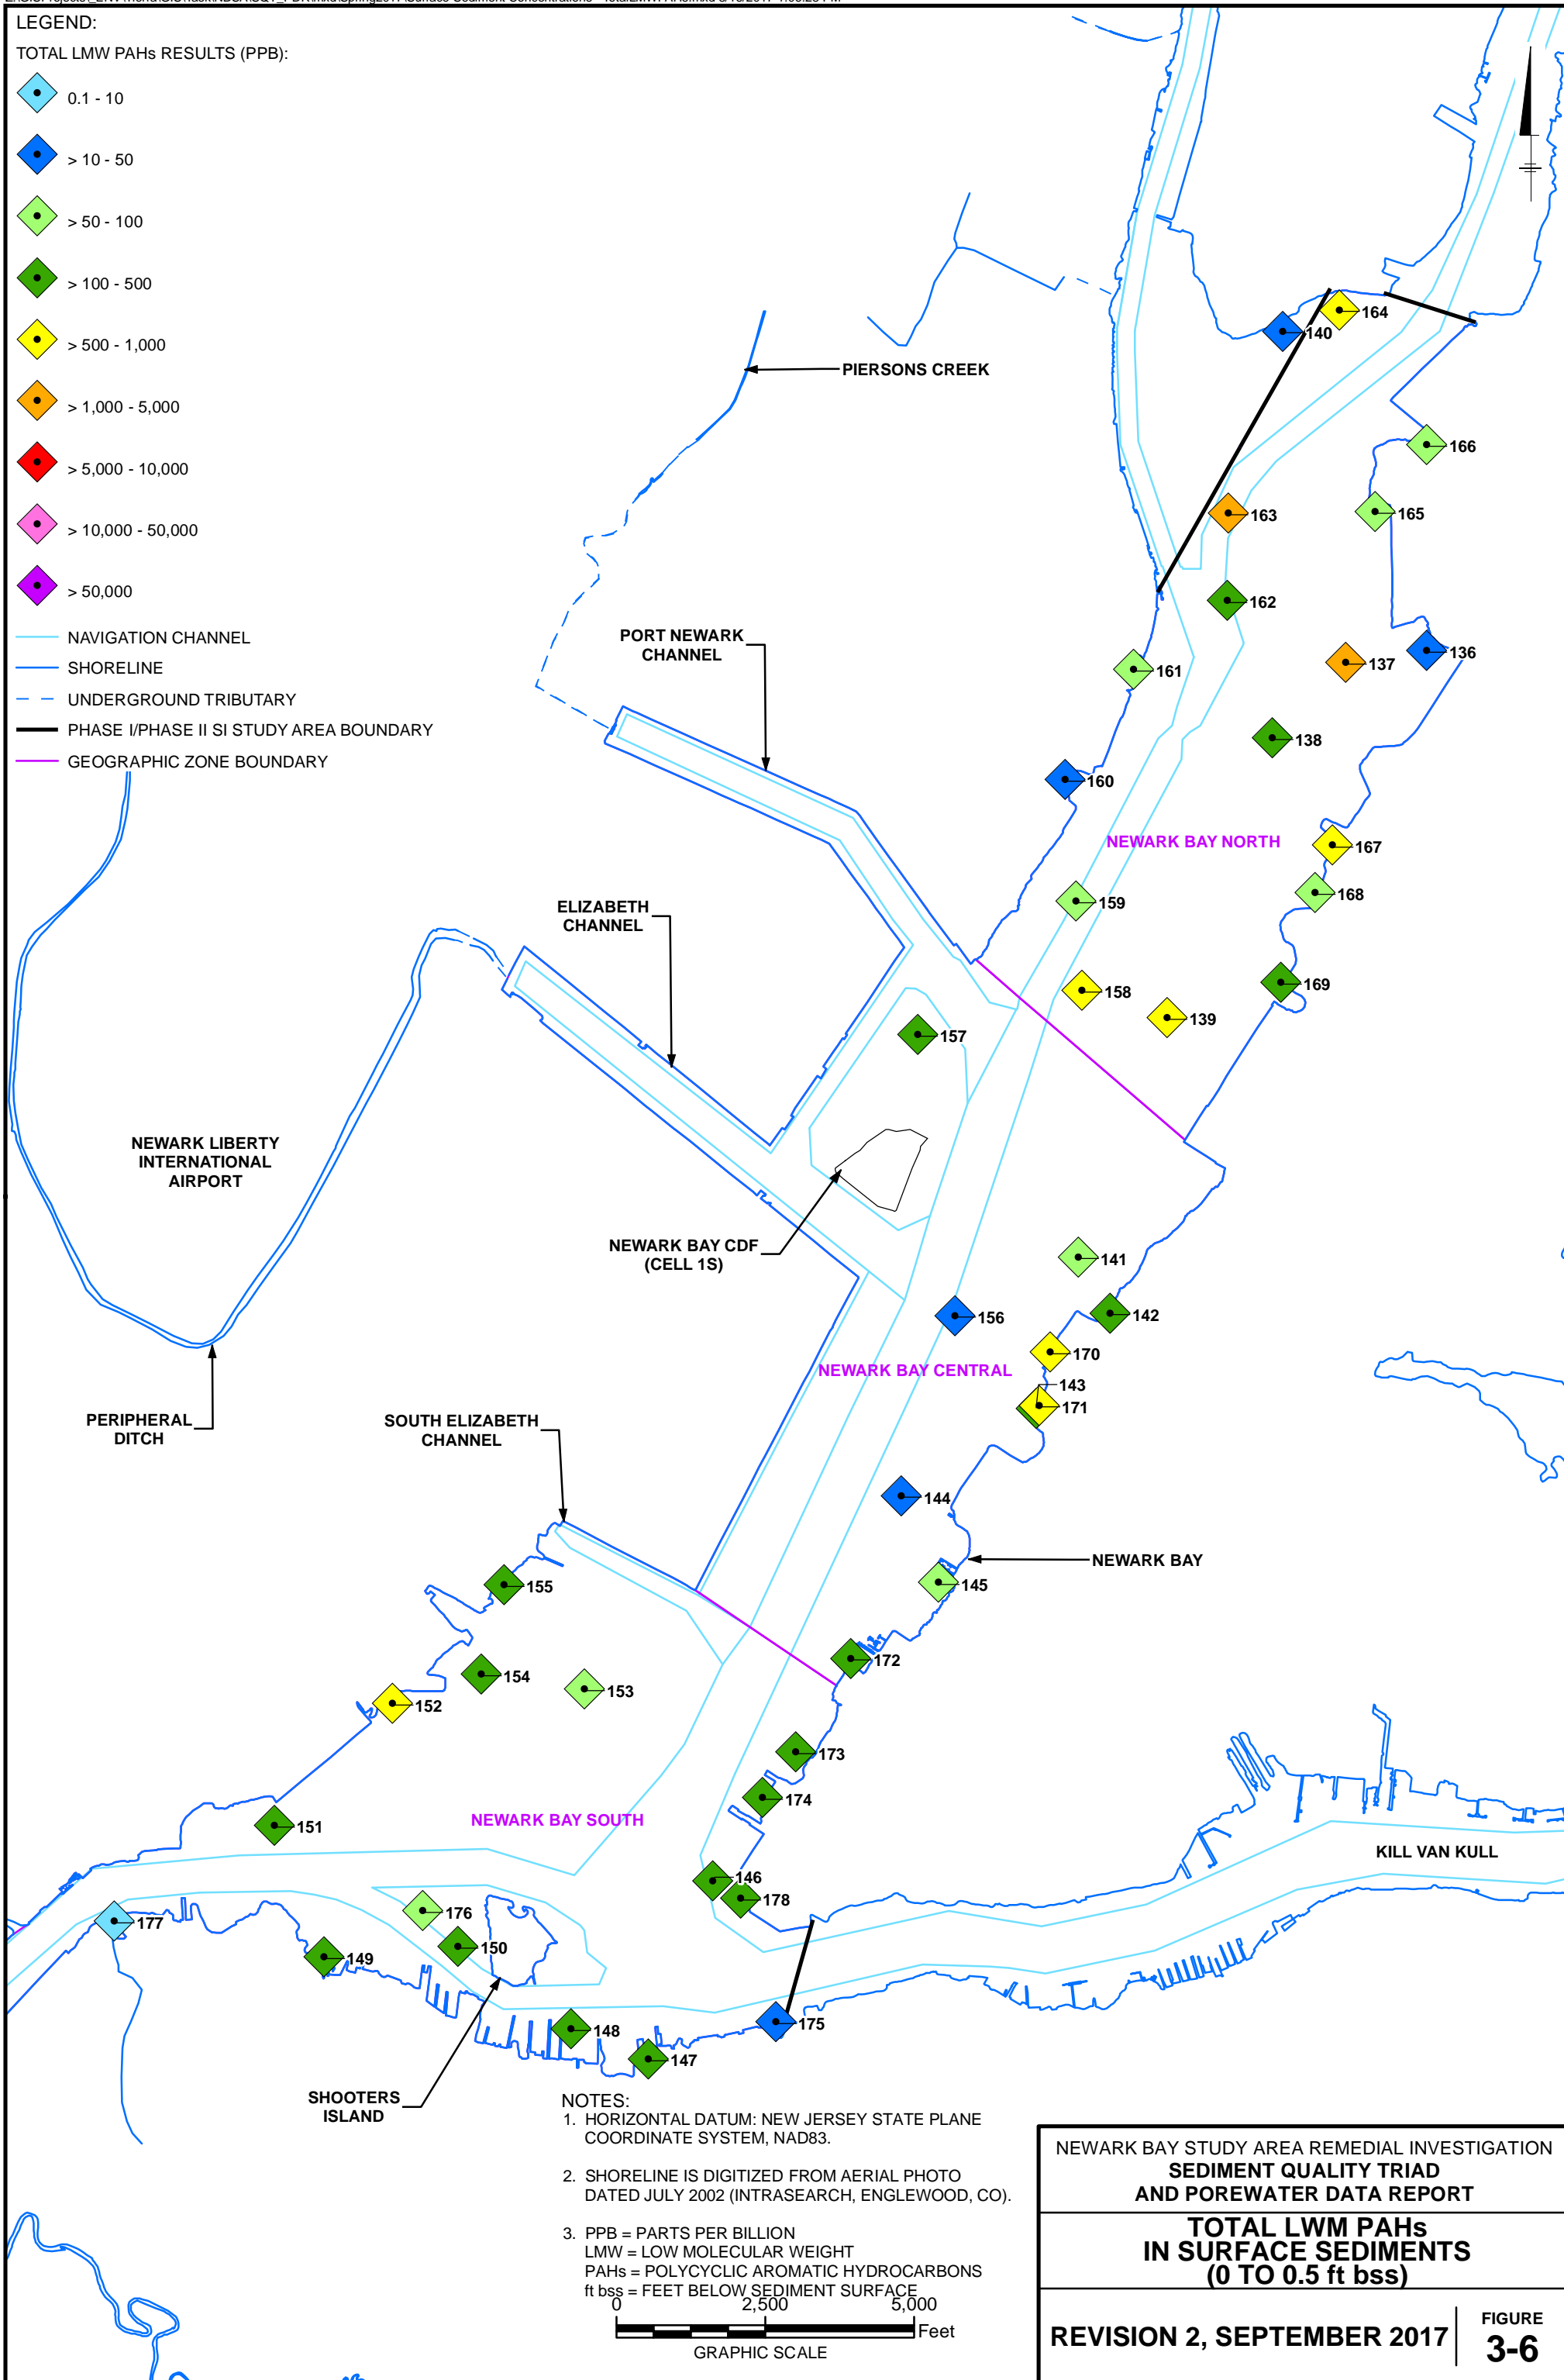 LEGEND:
TOTAL LMW PAHs RESULTS (PPB):
0.1 - 10
> 10 - 50
> 50 - 100
> 100 - 500
> 500 - 1,000
> 1,000 - 5,000
> 5,000 - 10,000
> 10,000 - 50,000
> 50,000
NAVIGATION CHANNEL
SHORELINE
UNDERGROUND TRIBUTARY
PHASE I/PHASE II SI STUDY AREA BOUNDARY
GEOGRAPHIC ZONE BOUNDARY
164
140
PIERSONS CREEK
166
165
163
162
PORT NEWARK
CHANNEL
136
137
161
138
160
NEWARK BAY NORTH
167
168
159
ELIZABETH
CHANNEL
169
158
139
157
NEWARK LIBERTY
INTERNATIONAL
AIRPORT
NEWARK BAY CDF
(CELL 1S)
141
142
156
170
NEWARK BAY CENTRAL
143
171
PERIPHERAL
DITCH
SOUTH ELIZABETH
CHANNEL
144
NEWARK BAY
145
155
172
154
153
152
173
174
NEWARK BAY SOUTH
151
KILL VAN KULL
146
178
176
177
150
149
175
148
147
SHOOTERS
ISLAND
NOTES:
1. HORIZONTAL DATUM: NEW JERSEY STATE PLANE
COORDINATE SYSTEM, NAD83.
2. SHORELINE IS DIGITIZED FROM AERIAL PHOTO
DATED JULY 2002 (INTRASEARCH, ENGLEWOOD, CO).
3. PPB = PARTS PER BILLION
LMW = LOW MOLECULAR WEIGHT
PAHs = POLYCYCLIC AROMATIC HYDROCARBONS
ft bss = FEET BELOW SEDIMENT SURFACE
0 2,500 5,000
Feet
GRAPHIC SCALE
NEWARK BAY STUDY AREA REMEDIAL INVESTIGATION
SEDIMENT QUALITY TRIAD
AND POREWATER DATA REPORT
TOTAL LWM PAHs
IN SURFACE SEDIMENTS
(0 TO 0.5 ft bss)
REVISION 2, SEPTEMBER 2017
FIGURE
3-6